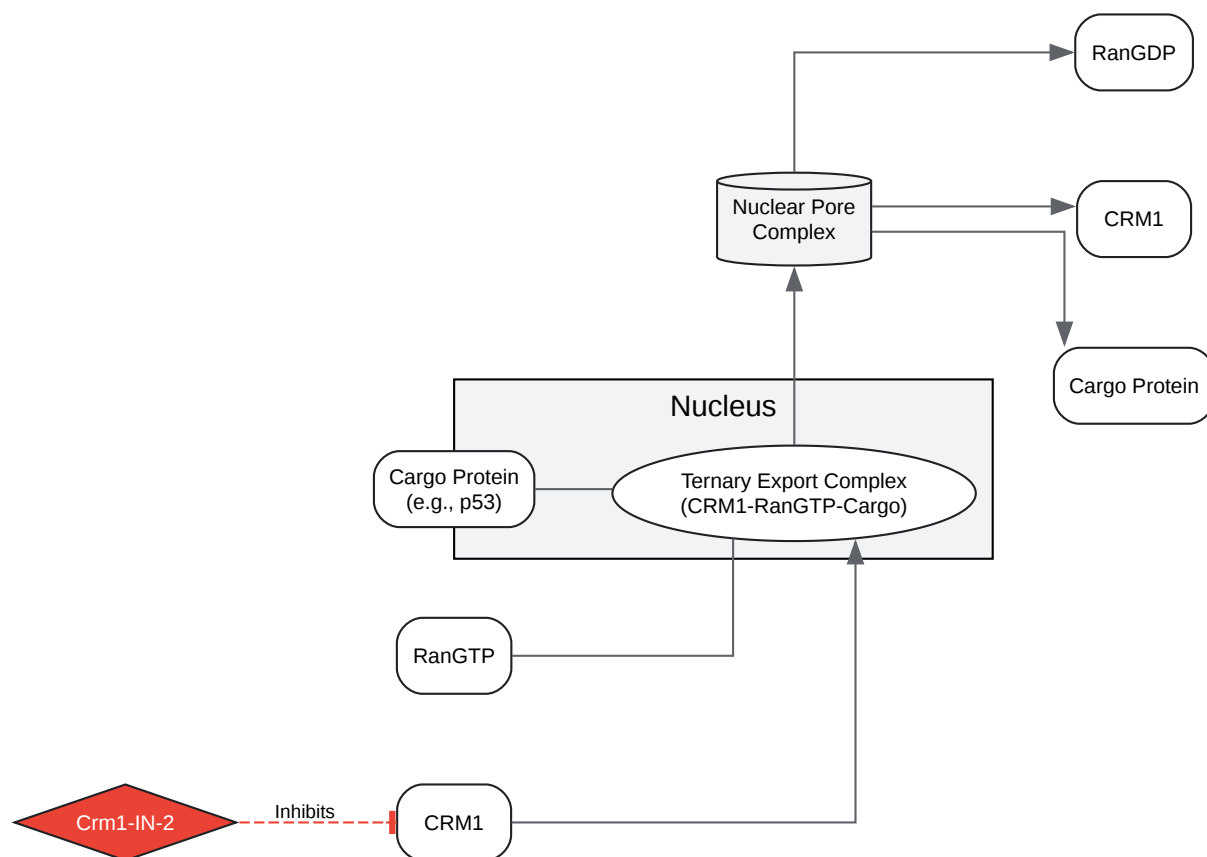 RanGDP
Nuclear Pore
Complex
CRM1
Cargo Protein
Nucleus
Cargo Protein
(e.g., p53)
Ternary Export Complex
(CRM1-RanGTP-Cargo)
RanGTP
Crm1-IN-2
Inhibits
CRM1